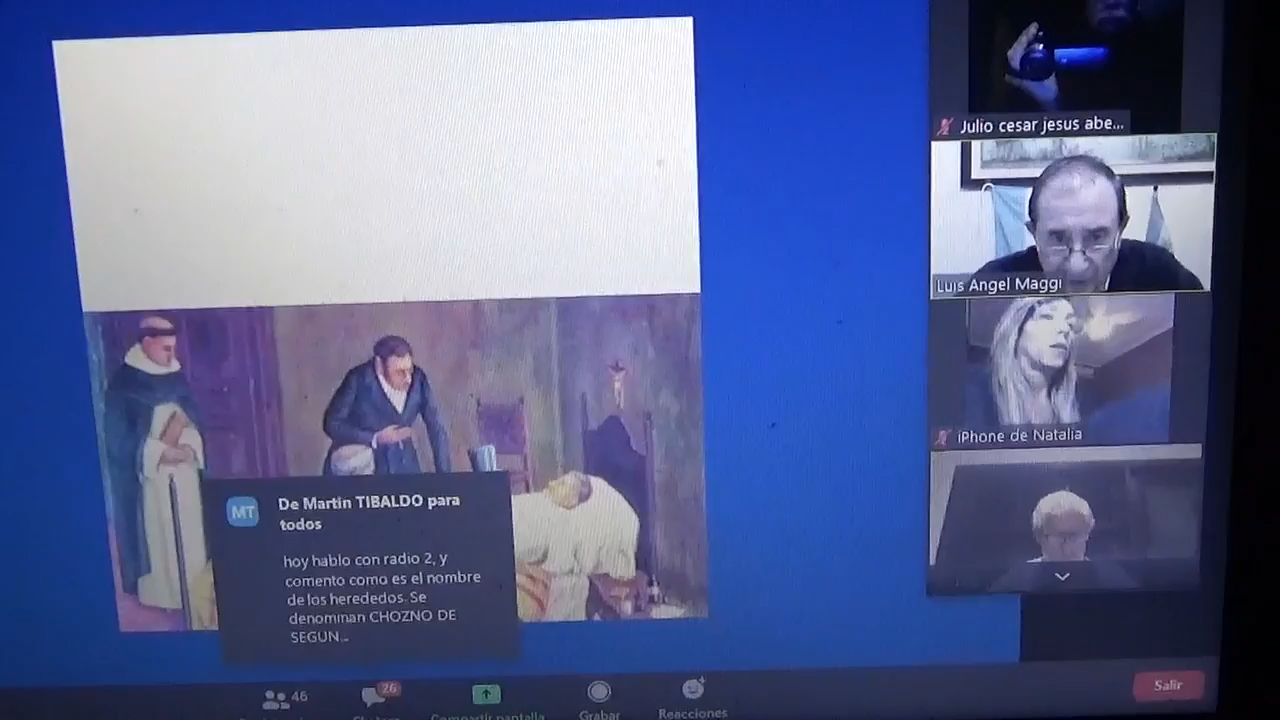 Julio cesar jesus abe...
Luis Angel Maggi
iPhone de Natalia
MT
De Martin TIBALDO para
todos
hoy hablo con radio 2, y
comento como es el nombre
de los herededos. Se
denominan CHOZNO DE
SEGUN...
46
26
Compartir pantalla
Grabar
Reacciones
Salir